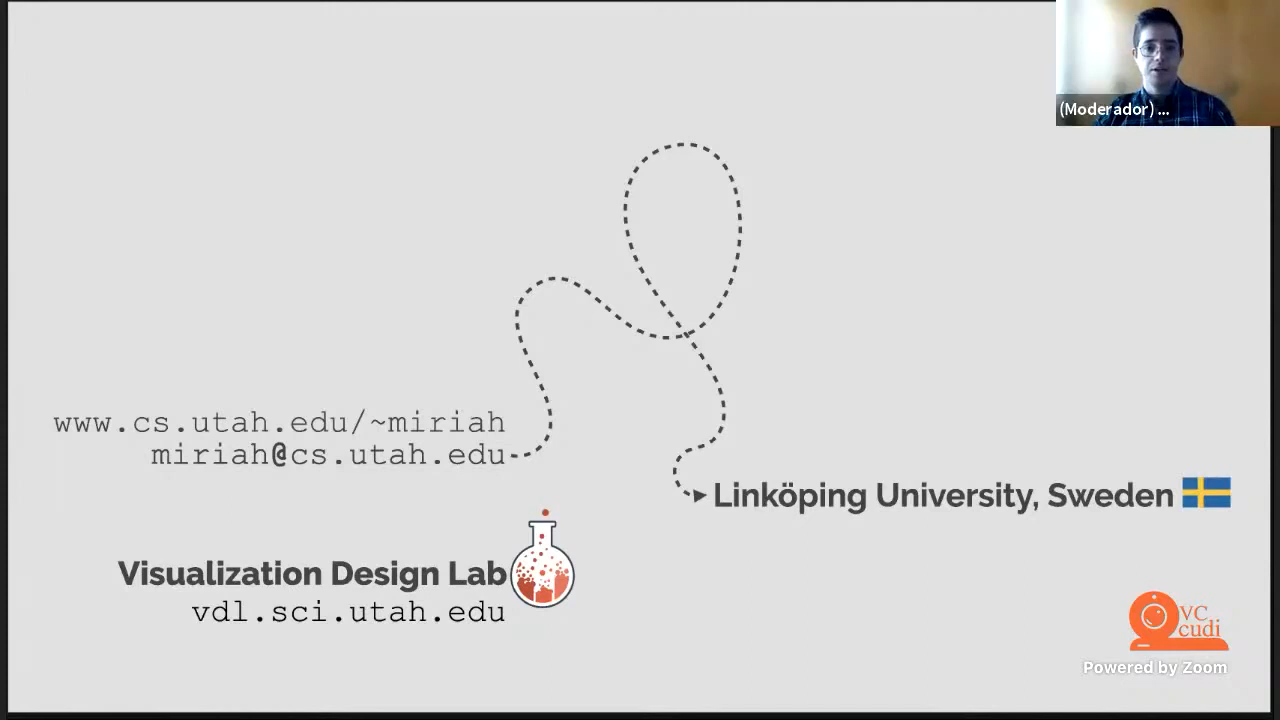 (Moderador) ...
www.cs.utah.edu/~miriah
miriah@cs.utah.edu
Linköping University, Sweden
Visualization Design Lab
vdl.sci.utah.edu
VC
cudi
Powered by Zoom